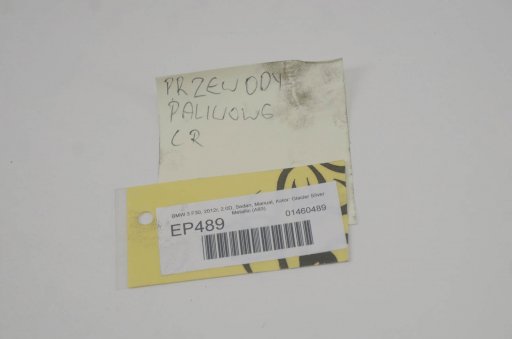 PRZEWODY
PALIWOWE
CR
BMW 3 F30, 2012r, 2.0D, Sedan, Manual, Kolor: Glacier Silver
Metallic (A83)
01460489
EP489